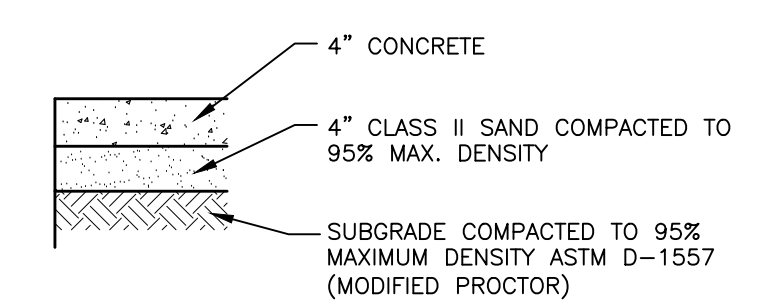 4” CONCRETE
4” CLASS II SAND COMPACTED TO
95% MAX. DENSITY
SUBGRADE COMPACTED TO 95%
MAXIMUM DENSITY ASTM D–1557
(MODIFIED PROCTOR)